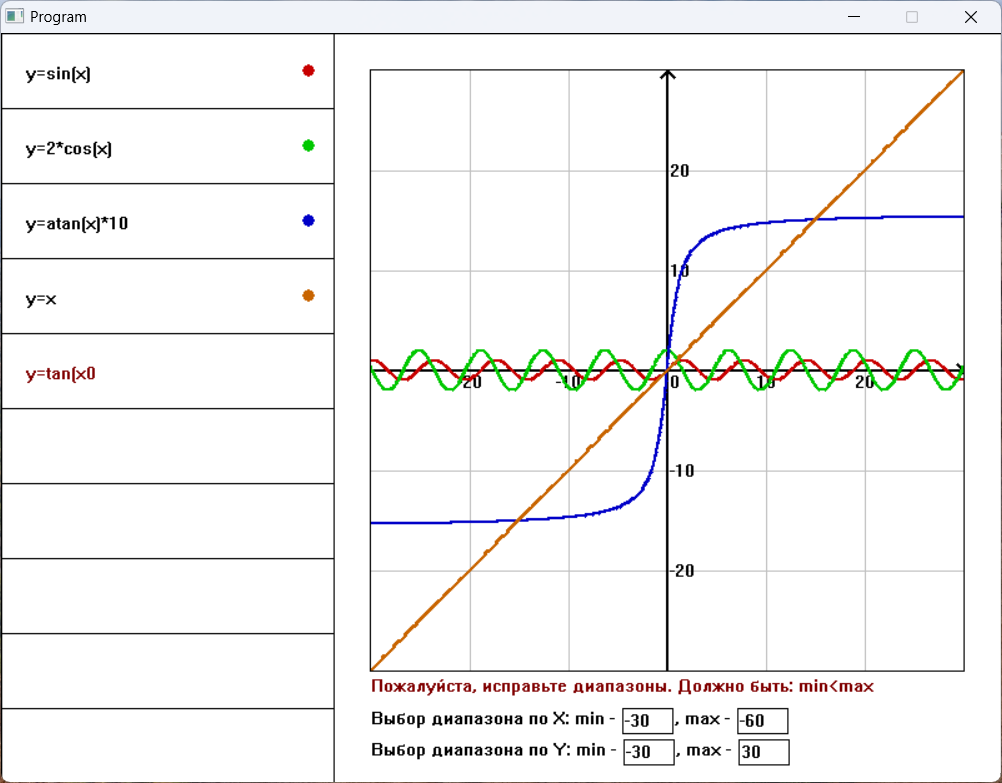 Program
y=sin(x)
y=2*cos(x)
y=atan(x)*10
y=x
y=tan(x0
20
10
-20 -10 0 10 20
-10
-20
Пожалуйста, исправьте диапазоны. Должно быть: min<max
Выбор диапазона по X: min - -30 , max - -60
Выбор диапазона по Y: min - -30 , max - 30